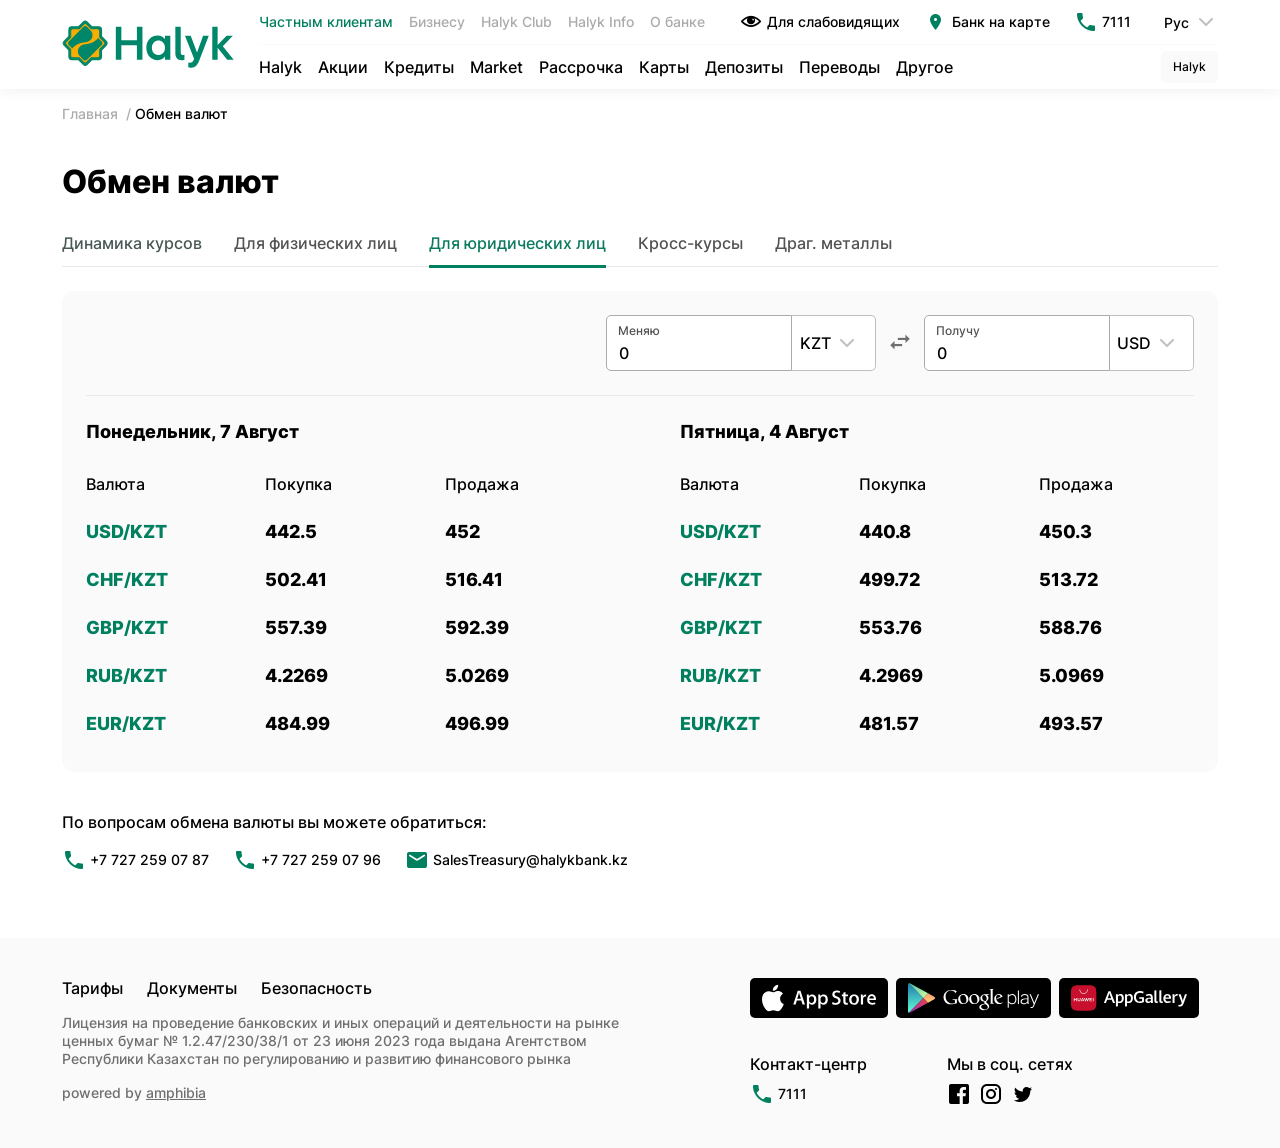 Halyk
Частным клиентам Бизнесу Halyk Club Halyk Info О банке Для слабовидящих Банк на карте 7111 Рус
Halyk Акции Кредиты Market Рассрочка Карты Депозиты Переводы Другое Halyk
Главная / Обмен валют
Обмен валют
Динамика курсов Для физических лиц Для юридических лиц Кросс-курсы Драг. металлы
Меняю Получу
0 KZT 0 USD
Понедельник, 7 Август Пятница, 4 Август
Валюта Покупка Продажа Валюта Покупка Продажа
USD/KZT 442.5 452 USD/KZT 440.8 450.3
CHF/KZT 502.41 516.41 CHF/KZT 499.72 513.72
GBP/KZT 557.39 592.39 GBP/KZT 553.76 588.76
RUB/KZT 4.2269 5.0269 RUB/KZT 4.2969 5.0969
EUR/KZT 484.99 496.99 EUR/KZT 481.57 493.57
По вопросам обмена валюты вы можете обратиться:
+7 727 259 07 87 +7 727 259 07 96 SalesTreasury@halykbank.kz
Тарифы Документы Безопасность
Лицензия на проведение банковских и иных операций и деятельности на рынке
ценных бумаг № 1.2.47/230/38/1 от 23 июня 2023 года выдана Агентством
Республики Казахстан по регулированию и развитию финансового рынка
powered by amphibia
App Store Google play HUAWEI AppGallery
Контакт-центр Мы в соц. сетях
7111